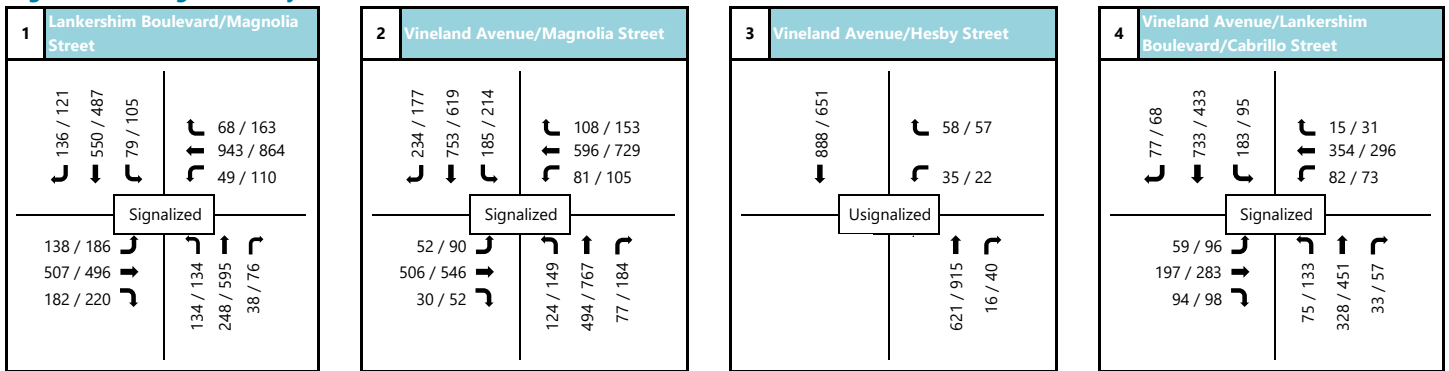 1
Lankershim Boulevard/Magnolia
Street
136 / 121
550 / 487
79 / 105
68 / 163
943 / 864
49 / 110
Signalized
138 / 186
507 / 496
182 / 220
134 / 134
248 / 595
38 / 76
2
Vineland Avenue/Magnolia Street
234 / 177
753 / 619
185 / 214
108 / 153
596 / 729
81 / 105
Signalized
52 / 90
506 / 546
30 / 52
124 / 149
494 / 767
77 / 184
3
Vineland Avenue/Hesby Street
888 / 651
58 / 57
35 / 22
Usignalized
621 / 915
16 / 40
4
Vineland Avenue/Lankershim
Boulevard/Cabrillo Street
77 / 68
733 / 433
183 / 95
15 / 31
354 / 296
82 / 73
Signalized
59 / 96
197 / 283
94 / 98
75 / 133
328 / 451
33 / 57